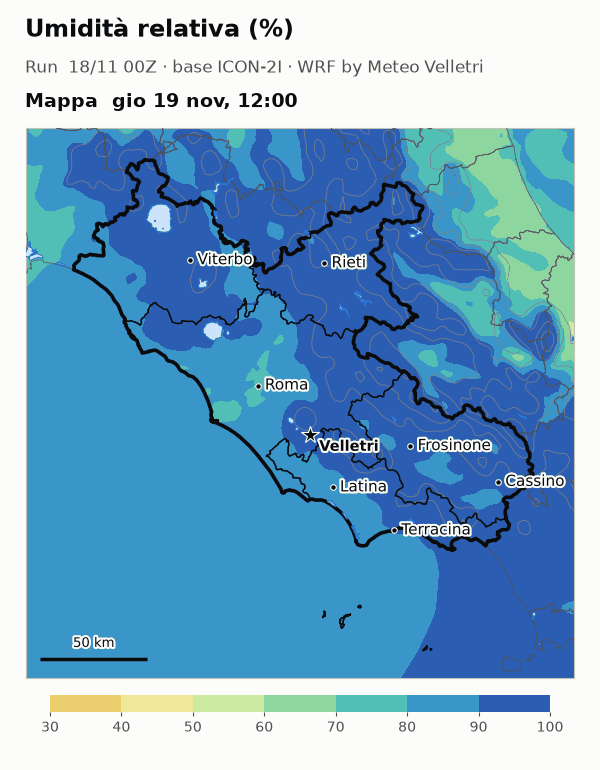 Umidità relativa (%)
Run 18/11 00Z · base ICON-2I · WRF by Meteo Velletri
Mappa gio 19 nov, 12:00
Viterbo
Rieti
Roma
Velletri
Frosinone
Cassino
Latina
Terracina
50 km
30 40 50 60 70 80 90 100